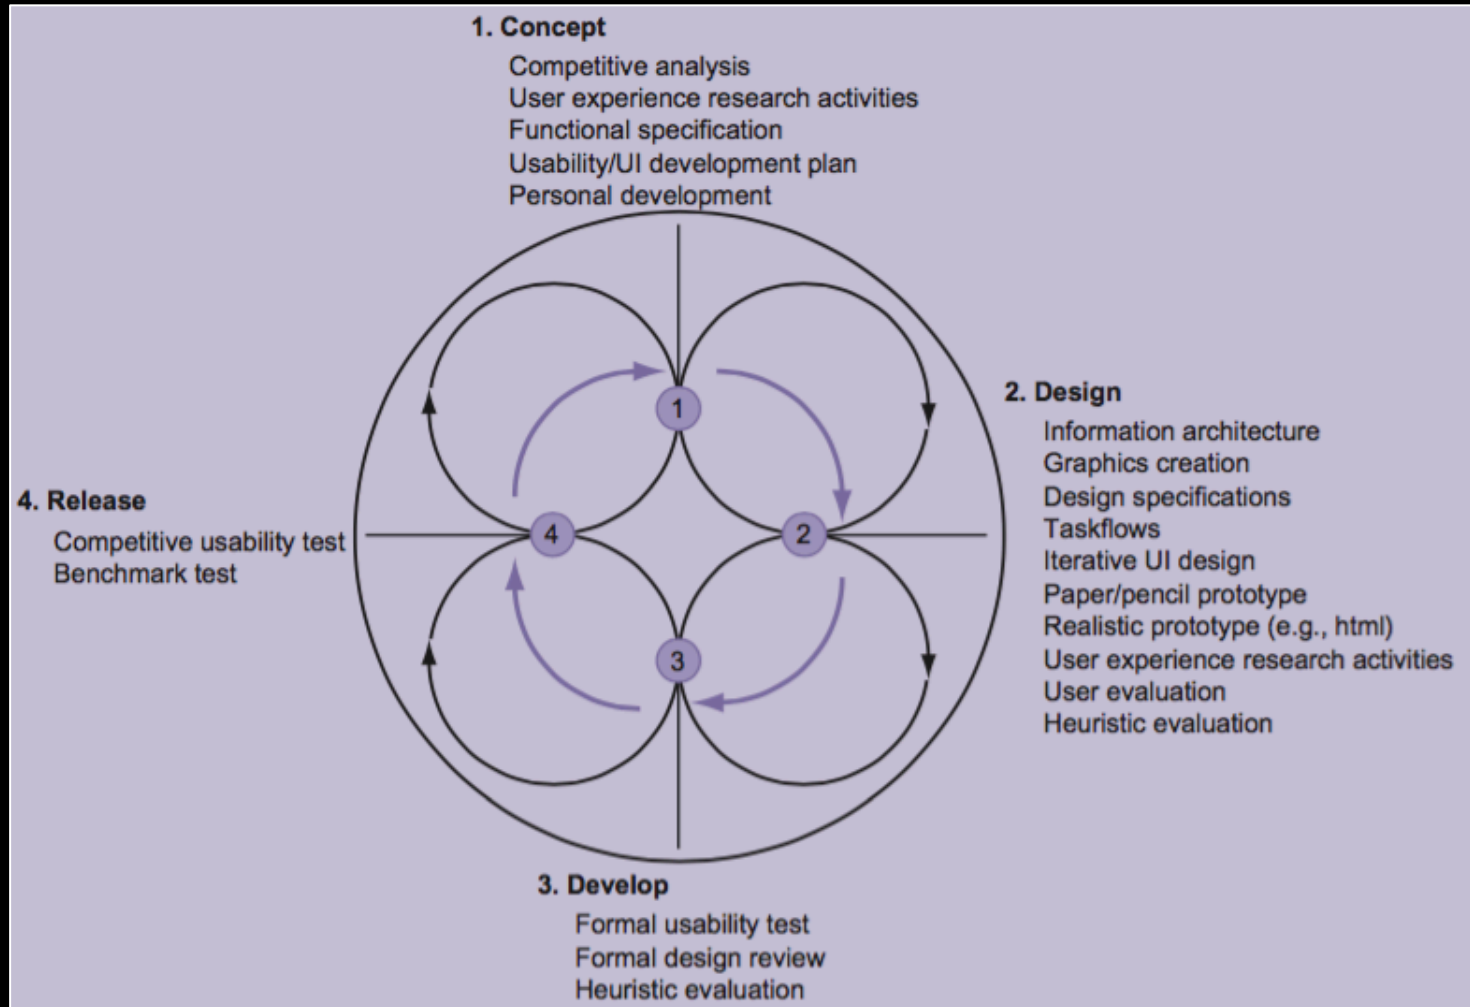 1. Concept
Competitive analysis
User experience research activities
Functional specification
Usability/UI development plan
Personal development
1
2. Design
Information architecture
Graphics creation
Design specifications
Taskflows
Iterative UI design
Paper/pencil prototype
Realistic prototype (e.g., html)
User experience research activities
User evaluation
Heuristic evaluation
2
3
3. Develop
Formal usability test
Formal design review
Heuristic evaluation
4
4. Release
Competitive usability test
Benchmark test